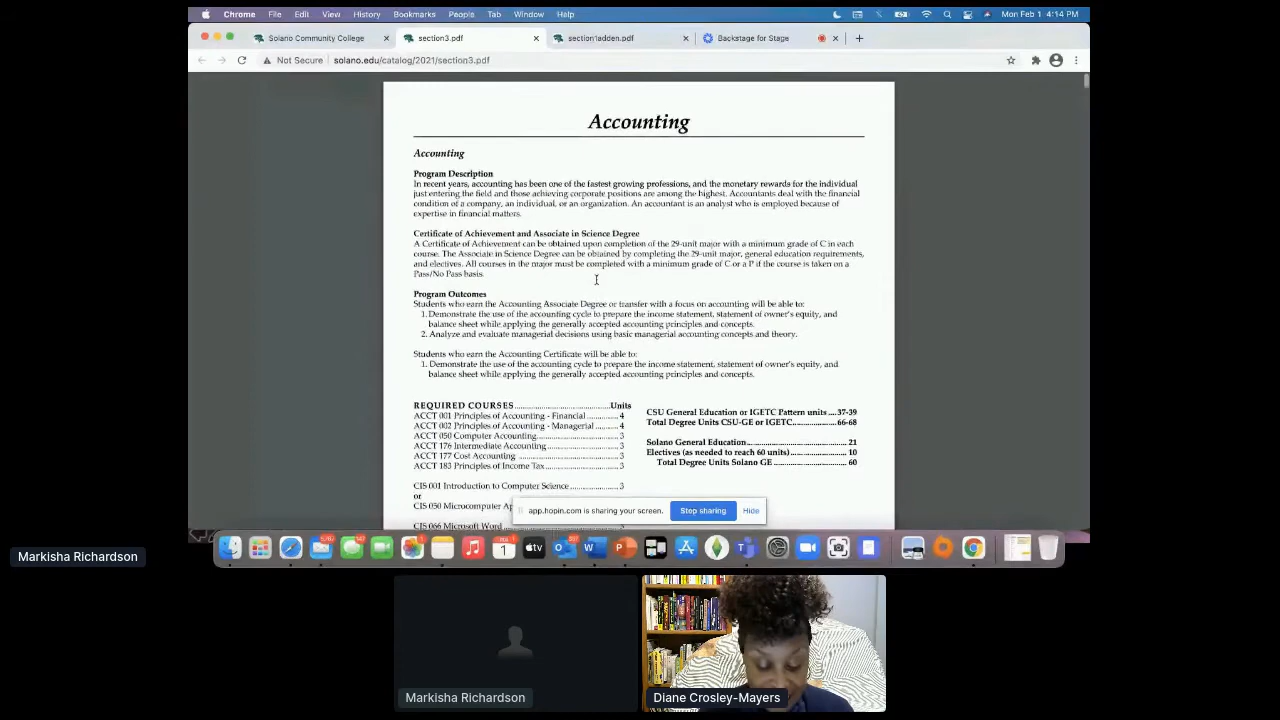 Chrome File Edit View History Bookmarks People Tab Window Help Mon Feb 1 4:14 PM
Solano Community College × section3.pdf × section1adden.pdf × Backstage for Stage × +
Not Secure | solano.edu/catalog/2021/section3.pdf
Accounting
Accounting
Program Description
In recent years, accounting has been one of the fastest growing professions, and the monetary rewards for the individual
just entering the field and those achieving corporate positions are among the highest. Accountants deal with the financial
condition of a company, an individual, or an organization. An accountant is an analyst who is employed because of
expertise in financial matters.
Certificate of Achievement and Associate in Science Degree
A Certificate of Achievement can be obtained upon completion of the 29-unit major with a minimum grade of C in each
course. The Associate in Science Degree can be obtained by completing the 29-unit major, general education requirements,
and electives. All courses in the major must be completed with a minimum grade of C or a P if the course is taken on a
Pass/No Pass basis.
Program Outcomes
Students who earn the Accounting Associate Degree or transfer with a focus on accounting will be able to:
1. Demonstrate the use of the accounting cycle to prepare the income statement, statement of owner's equity, and
balance sheet while applying the generally accepted accounting principles and concepts.
2. Analyze and evaluate managerial decisions using basic managerial accounting concepts and theory.
Students who earn the Accounting Certificate will be able to:
1. Demonstrate the use of the accounting cycle to prepare the income statement, statement of owner's equity, and
balance sheet while applying the generally accepted accounting principles and concepts.
REQUIRED COURSES ........ Units
ACCT 001 Principles of Accounting - Financial ........ 4
ACCT 002 Principles of Accounting - Managerial ........ 4
ACCT 050 Computer Accounting ........ 3
ACCT 176 Intermediate Accounting ........ 3
ACCT 177 Cost Accounting ........ 3
ACCT 183 Principles of Income Tax ........ 3
CIS 001 Introduction to Computer Science ........ 3
or
CIS 050 Microcomputer Ap
CIS 066 Microsoft Word
CSU General Education or IGETC Pattern units ....37-39
Total Degree Units CSU-GE or IGETC ........ 66-68
Solano General Education ........ 21
Electives (as needed to reach 60 units) ........ 10
Total Degree Units Solano GE ........ 60
app.hopin.com is sharing your screen. Stop sharing Hide
tv
Markisha Richardson
Markisha Richardson
Diane Crosley-Mayers